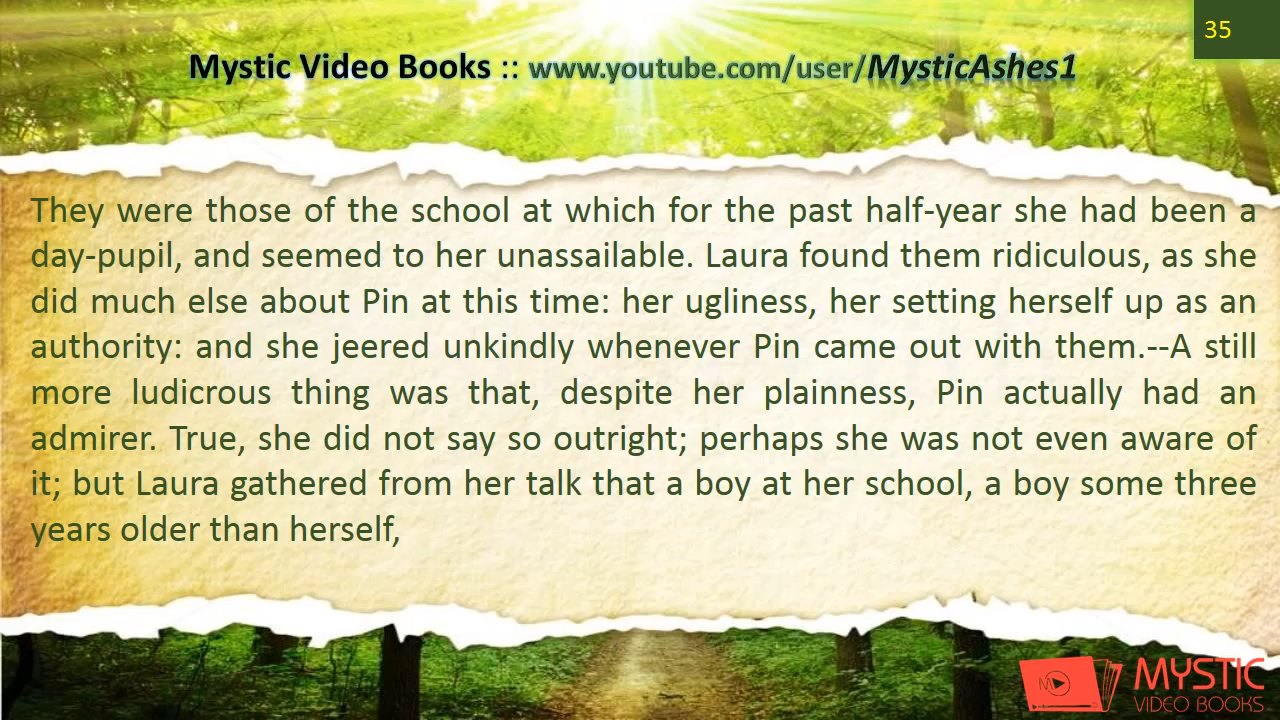 35
Mystic Video Books :: www.youtube.com/user/MysticAshes1
They were those of the school at which for the past half-year she had been a
day-pupil, and seemed to her unassailable. Laura found them ridiculous, as she
did much else about Pin at this time: her ugliness, her setting herself up as an
authority: and she jeered unkindly whenever Pin came out with them.--A still
more ludicrous thing was that, despite her plainness, Pin actually had an
admirer. True, she did not say so outright; perhaps she was not even aware of
it; but Laura gathered from her talk that a boy at her school, a boy some three
years older than herself,
MYSTIC
VIDEO BOOKS